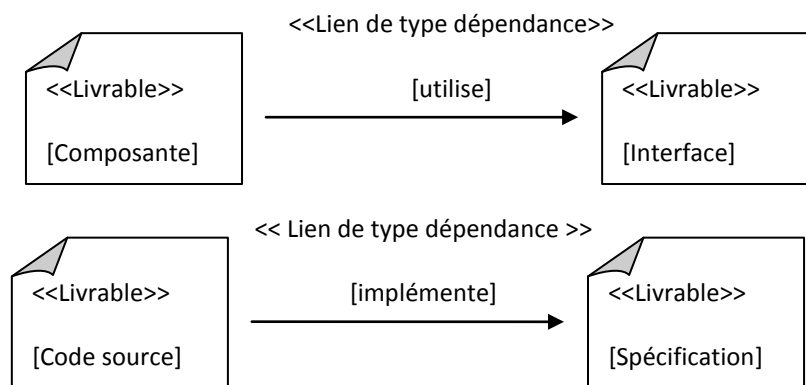 <<Lien de type dépendance>>
<<Livrable>>
[utilise]
<<Livrable>>
[Composante]
[Interface]
<< Lien de type dépendance >>
<<Livrable>>
[implémente]
<<Livrable>>
[Code source]
[Spécification]